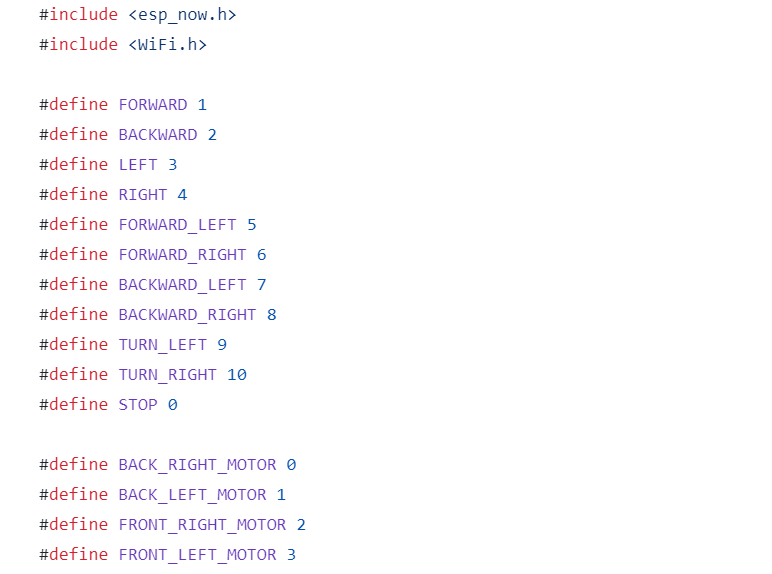 #include <esp_now.h>
#include <WiFi.h>
#define FORWARD 1
#define BACKWARD 2
#define LEFT 3
#define RIGHT 4
#define FORWARD_LEFT 5
#define FORWARD_RIGHT 6
#define BACKWARD_LEFT 7
#define BACKWARD_RIGHT 8
#define TURN_LEFT 9
#define TURN_RIGHT 10
#define STOP 0
#define BACK_RIGHT_MOTOR 0
#define BACK_LEFT_MOTOR 1
#define FRONT_RIGHT_MOTOR 2
#define FRONT_LEFT_MOTOR 3